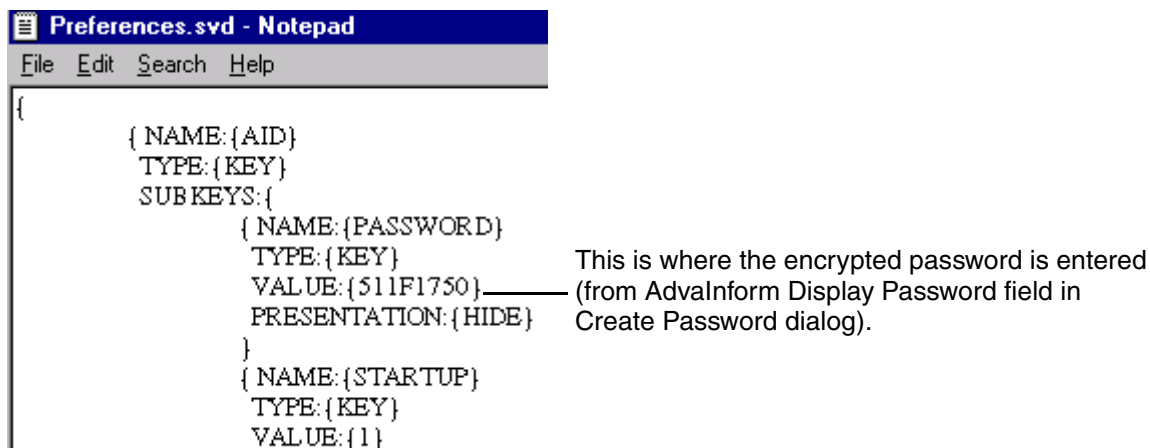 Preferences.svd - Notepad
File Edit Search Help
{
{ NAME:{AID}
TYPE:{KEY}
SUBKEYS:{
{ NAME:{PASSWORD}
TYPE:{KEY}
VALUE:{511F1750}
PRESENTATION:{HIDE}
}
{ NAME:{STARTUP}
TYPE:{KEY}
VALUE:{1}
This is where the encrypted password is entered
(from AdvaInform Display Password field in
Create Password dialog).